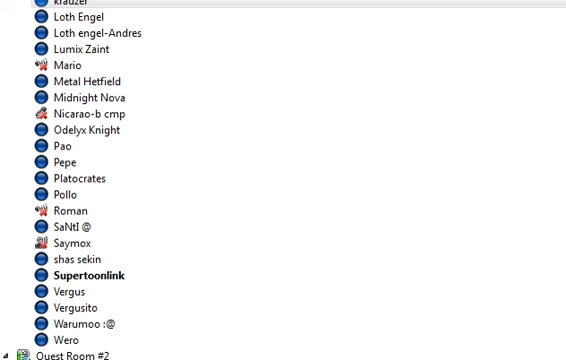 krauzer
Loth Engel
Loth engel-Andres
Lumix Zaint
Mario
Metal Hetfield
Midnight Nova
Nicarao-b cmp
Odelyx Knight
Pao
Pepe
Platocrates
Pollo
Roman
SaNtI @
Saymox
shas sekin
Supertoonlink
Vergus
Vergusito
Warumoo :@
Wero
Quest Room #2